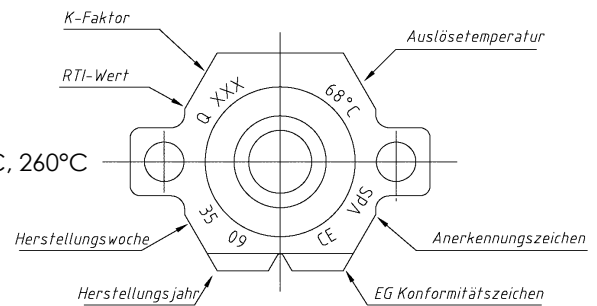 K-Faktor
Auslösetemperatur
RTI-Wert
Q XXX
68°C
C, 260°C
35 09
CE VdS
Herstellungswoche
Anerkennungszeichen
Herstellungsjahr
EG Konformitätszeichen